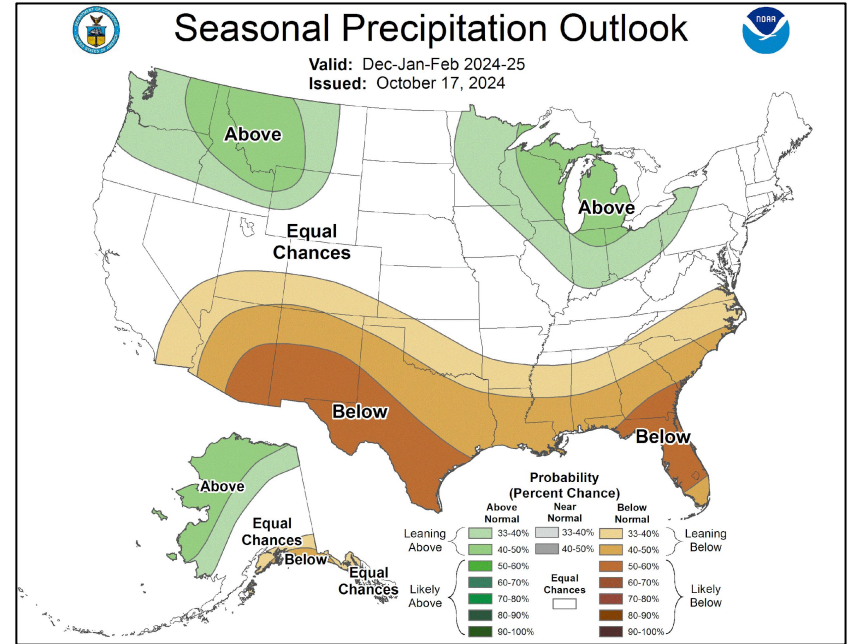 Seasonal Precipitation Outlook
NOAA
Valid: Dec-Jan-Feb 2024-25
Issued: October 17, 2024
Above
Above
Equal
Chances
Below
Below
Above
Equal
Chances
Below
Equal
Chances
Probability
(Percent Chance)
Above
Normal
Near
Normal
Below
Normal
Leaning
Above
33-40%
40-50%
50-60%
60-70%
70-80%
80-90%
90-100%
Likely
Above
33-40%
40-50%
Equal
Chances
33-40%
40-50%
50-60%
60-70%
70-80%
80-90%
90-100%
Leaning
Below
Likely
Below